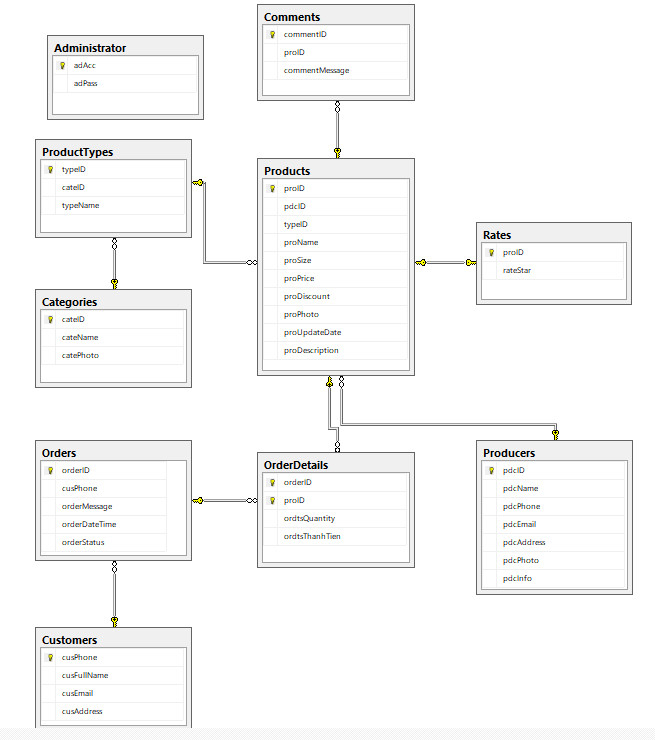 Comments
commentID
proID
commentMessage
Administrator
adAcc
adPass
ProductTypes
typeID
cateID
typeName
Products
proID
pdcID
typeID
proName
proSize
proPrice
proDiscount
proPhoto
proUpdateDate
proDescription
Rates
proID
rateStar
Categories
cateID
cateName
catePhoto
Orders
orderID
cusPhone
orderMessage
orderDateTime
orderStatus
OrderDetails
orderID
proID
ordtsQuantity
ordtsThanhTien
Producers
pdcID
pdcName
pdcPhone
pdcEmail
pdcAddress
pdcPhoto
pdcInfo
Customers
cusPhone
cusFullName
cusEmail
cusAddress